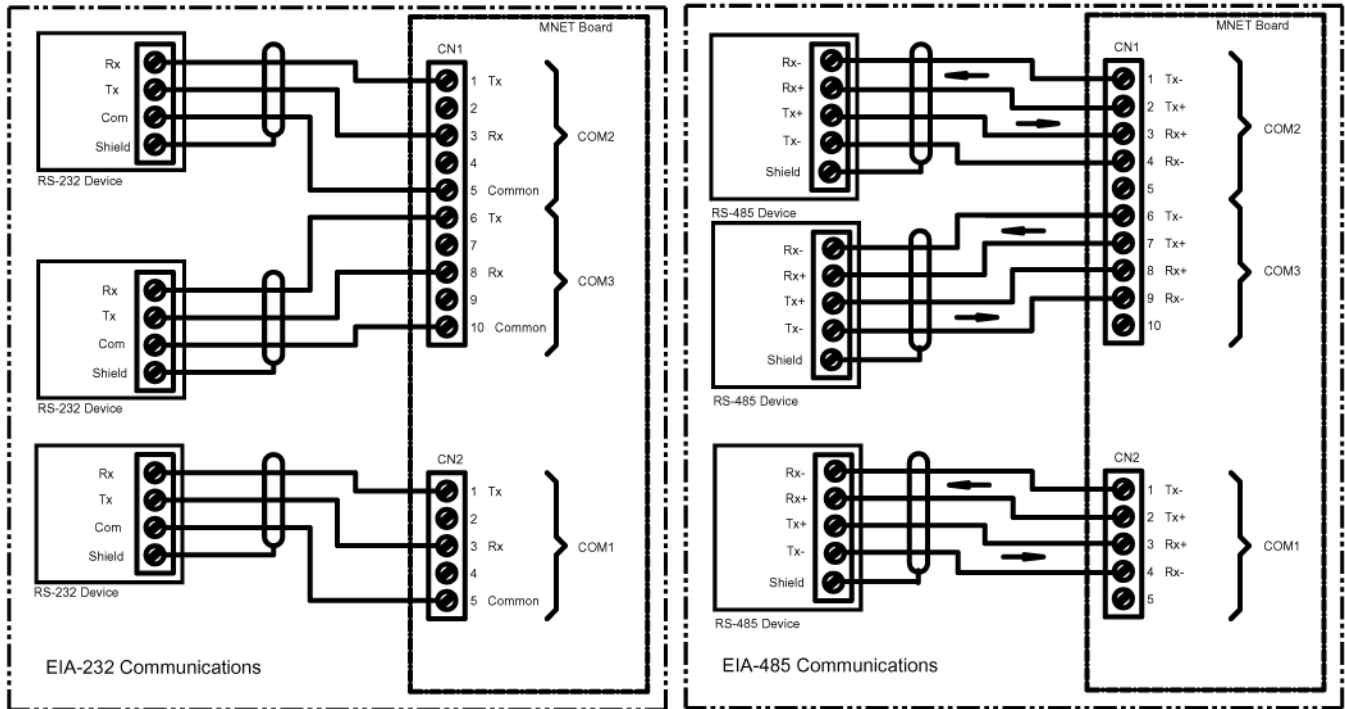 MNET Board
CN1
Rx
Tx
Com
Shield
RS-232 Device
1 Tx
2
3 Rx
4
5 Common
6 Tx
7
8 Rx
9
10 Common
COM2
COM3
Rx
Tx
Com
Shield
RS-232 Device
CN2
Rx
Tx
Com
Shield
RS-232 Device
1 Tx
2
3 Rx
4
5 Common
COM1
EIA-232 Communications
MNET Board
CN1
Rx-
Rx+
Tx+
Tx-
Shield
RS-485 Device
1 Tx-
2 Tx+
3 Rx+
4 Rx-
5
6 Tx-
7 Tx+
8 Rx+
9 Rx-
10
COM2
COM3
Rx-
Rx+
Tx+
Tx-
Shield
RS-485 Device
CN2
Rx-
Rx+
Tx+
Tx-
Shield
RS-485 Device
1 Tx-
2 Tx+
3 Rx+
4 Rx-
5
COM1
EIA-485 Communications